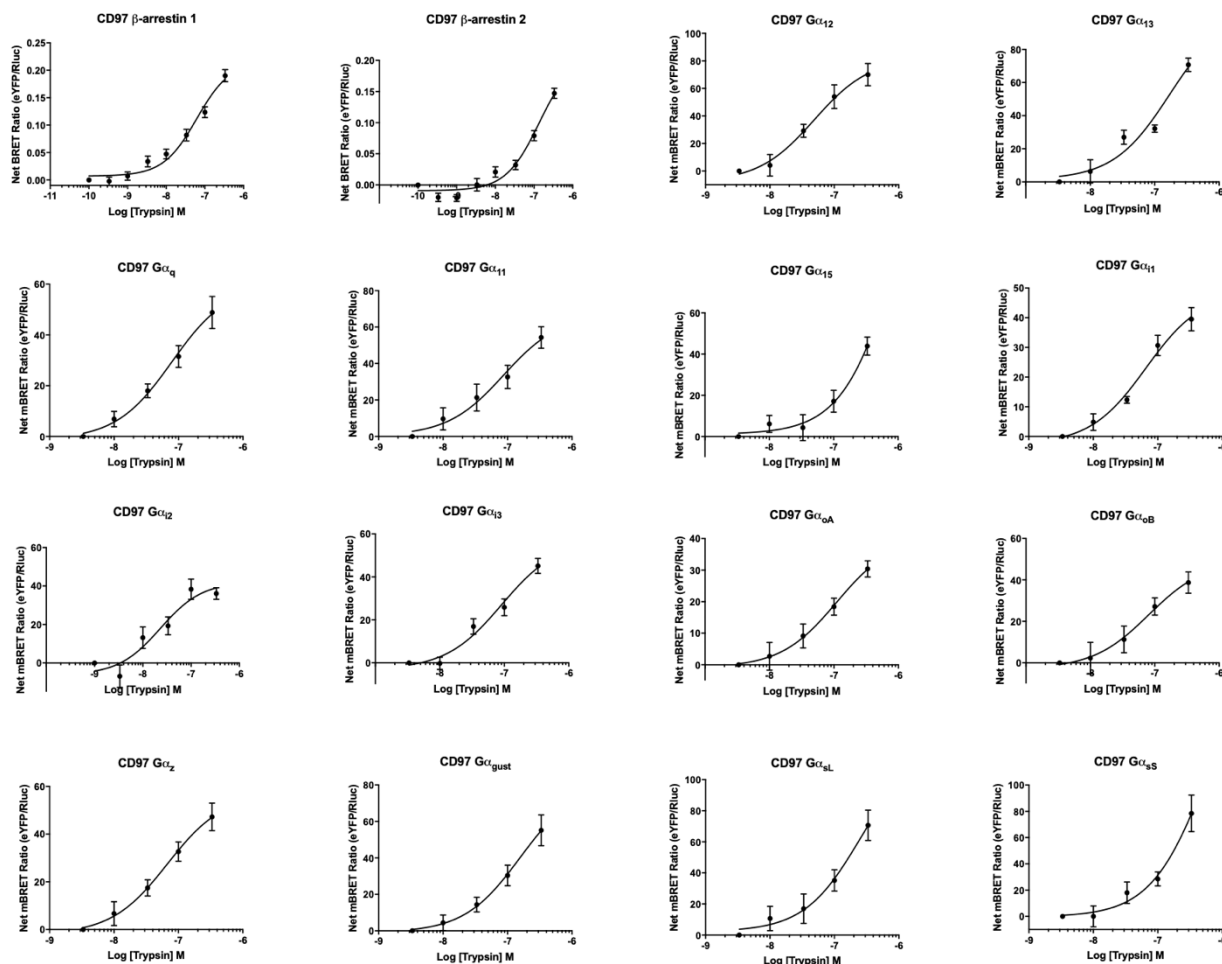 CD97 β-arrestin 1
Net BRET Ratio (eYFP/Rluc)
0.25
0.20
0.15
0.10
0.05
0.00
-11 -10 -9 -8 -7 -6
Log [Trypsin] M
CD97 β-arrestin 2
Net BRET Ratio (eYFP/Rluc)
0.20
0.15
0.10
0.05
0.00
-11 -10 -9 -8 -7 -6
Log [Trypsin] M
CD97 Gα12
Net mBRET Ratio (eYFP/Rluc)
100
80
60
40
20
0
-9 -8 -7 -6
Log [Trypsin] M
CD97 Gα13
Net mBRET Ratio (eYFP/Rluc)
80
60
40
20
0
-9 -8 -7 -6
Log [Trypsin] M
CD97 Gαq
Net mBRET Ratio (eYFP/Rluc)
60
40
20
0
-9 -8 -7 -6
Log [Trypsin] M
CD97 Gα11
Net mBRET Ratio (eYFP/Rluc)
80
60
40
20
0
-9 -8 -7 -6
Log [Trypsin] M
CD97 Gα15
Net mBRET Ratio (eYFP/Rluc)
60
40
20
0
-9 -8 -7 -6
Log [Trypsin] M
CD97 Gαi1
Net mBRET Ratio (eYFP/Rluc)
50
40
30
20
10
0
-9 -8 -7 -6
Log [Trypsin] M
CD97 Gαi2
Net mBRET Ratio (eYFP/Rluc)
60
40
20
0
-9 -8 -7 -6
Log [Trypsin] M
CD97 Gαi3
Net mBRET Ratio (eYFP/Rluc)
60
40
20
0
-9 -8 -7 -6
Log [Trypsin] M
CD97 GαoA
Net mBRET Ratio (eYFP/Rluc)
40
30
20
10
0
-9 -8 -7 -6
Log [Trypsin] M
CD97 GαoB
Net mBRET Ratio (eYFP/Rluc)
60
40
20
0
-9 -8 -7 -6
Log [Trypsin] M
CD97 Gαz
Net mBRET Ratio (eYFP/Rluc)
60
40
20
0
-9 -8 -7 -6
Log [Trypsin] M
CD97 Gαgust
Net mBRET Ratio (eYFP/Rluc)
80
60
40
20
0
-9 -8 -7 -6
Log [Trypsin] M
CD97 GαsL
Net mBRET Ratio (eYFP/Rluc)
100
80
60
40
20
0
-9 -8 -7 -6
Log [Trypsin] M
CD97 GαsS
Net mBRET Ratio (eYFP/Rluc)
100
80
60
40
20
0
-9 -8 -7 -6
Log [Trypsin] M